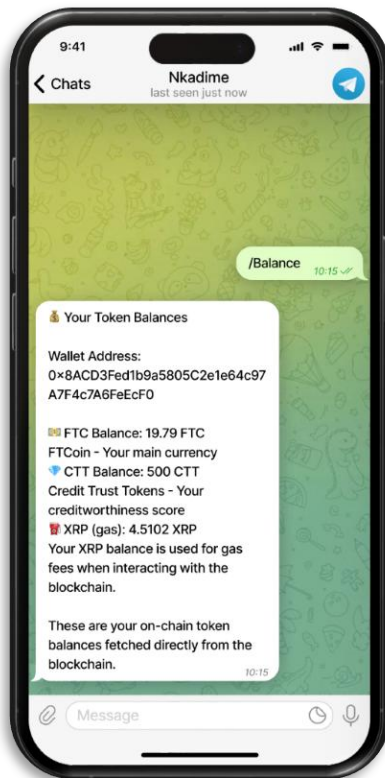 9:41
Chats
Nkadime
last seen just now
/Balance
10:15
💰 Your Token Balances
Wallet Address:
0×8ACD3Fed1b9a5805C2e1e64c97
A7F4c7A6FeEcF0
💵 FTC Balance: 19.79 FTC
FTCoin - Your main currency
💎 CTT Balance: 500 CTT
Credit Trust Tokens - Your
creditworthiness score
⛽ XRP (gas): 4.5102 XRP
Your XRP balance is used for gas
fees when interacting with the
blockchain.
These are your on-chain token
balances fetched directly from the
blockchain.
10:15
Message